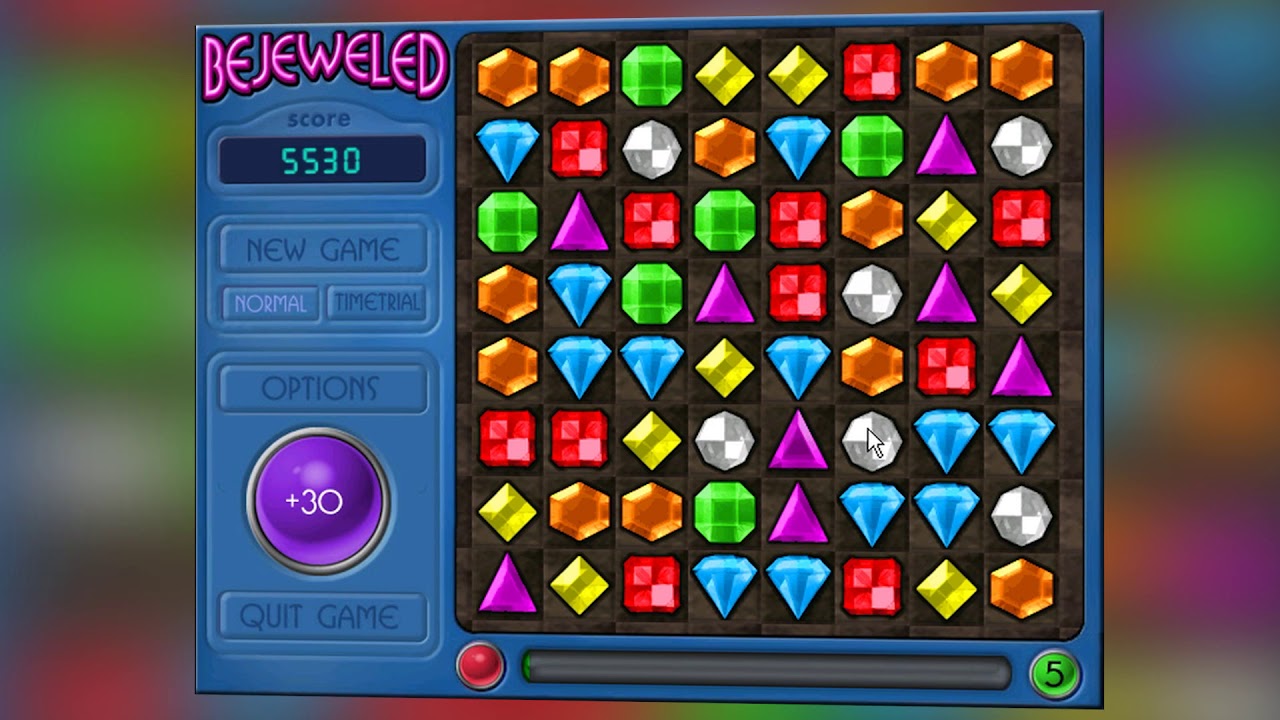 BEJEWELED
score
5530
NEW GAME
NORMAL TIMETRIAL
OPTIONS
+30
QUIT GAME
5